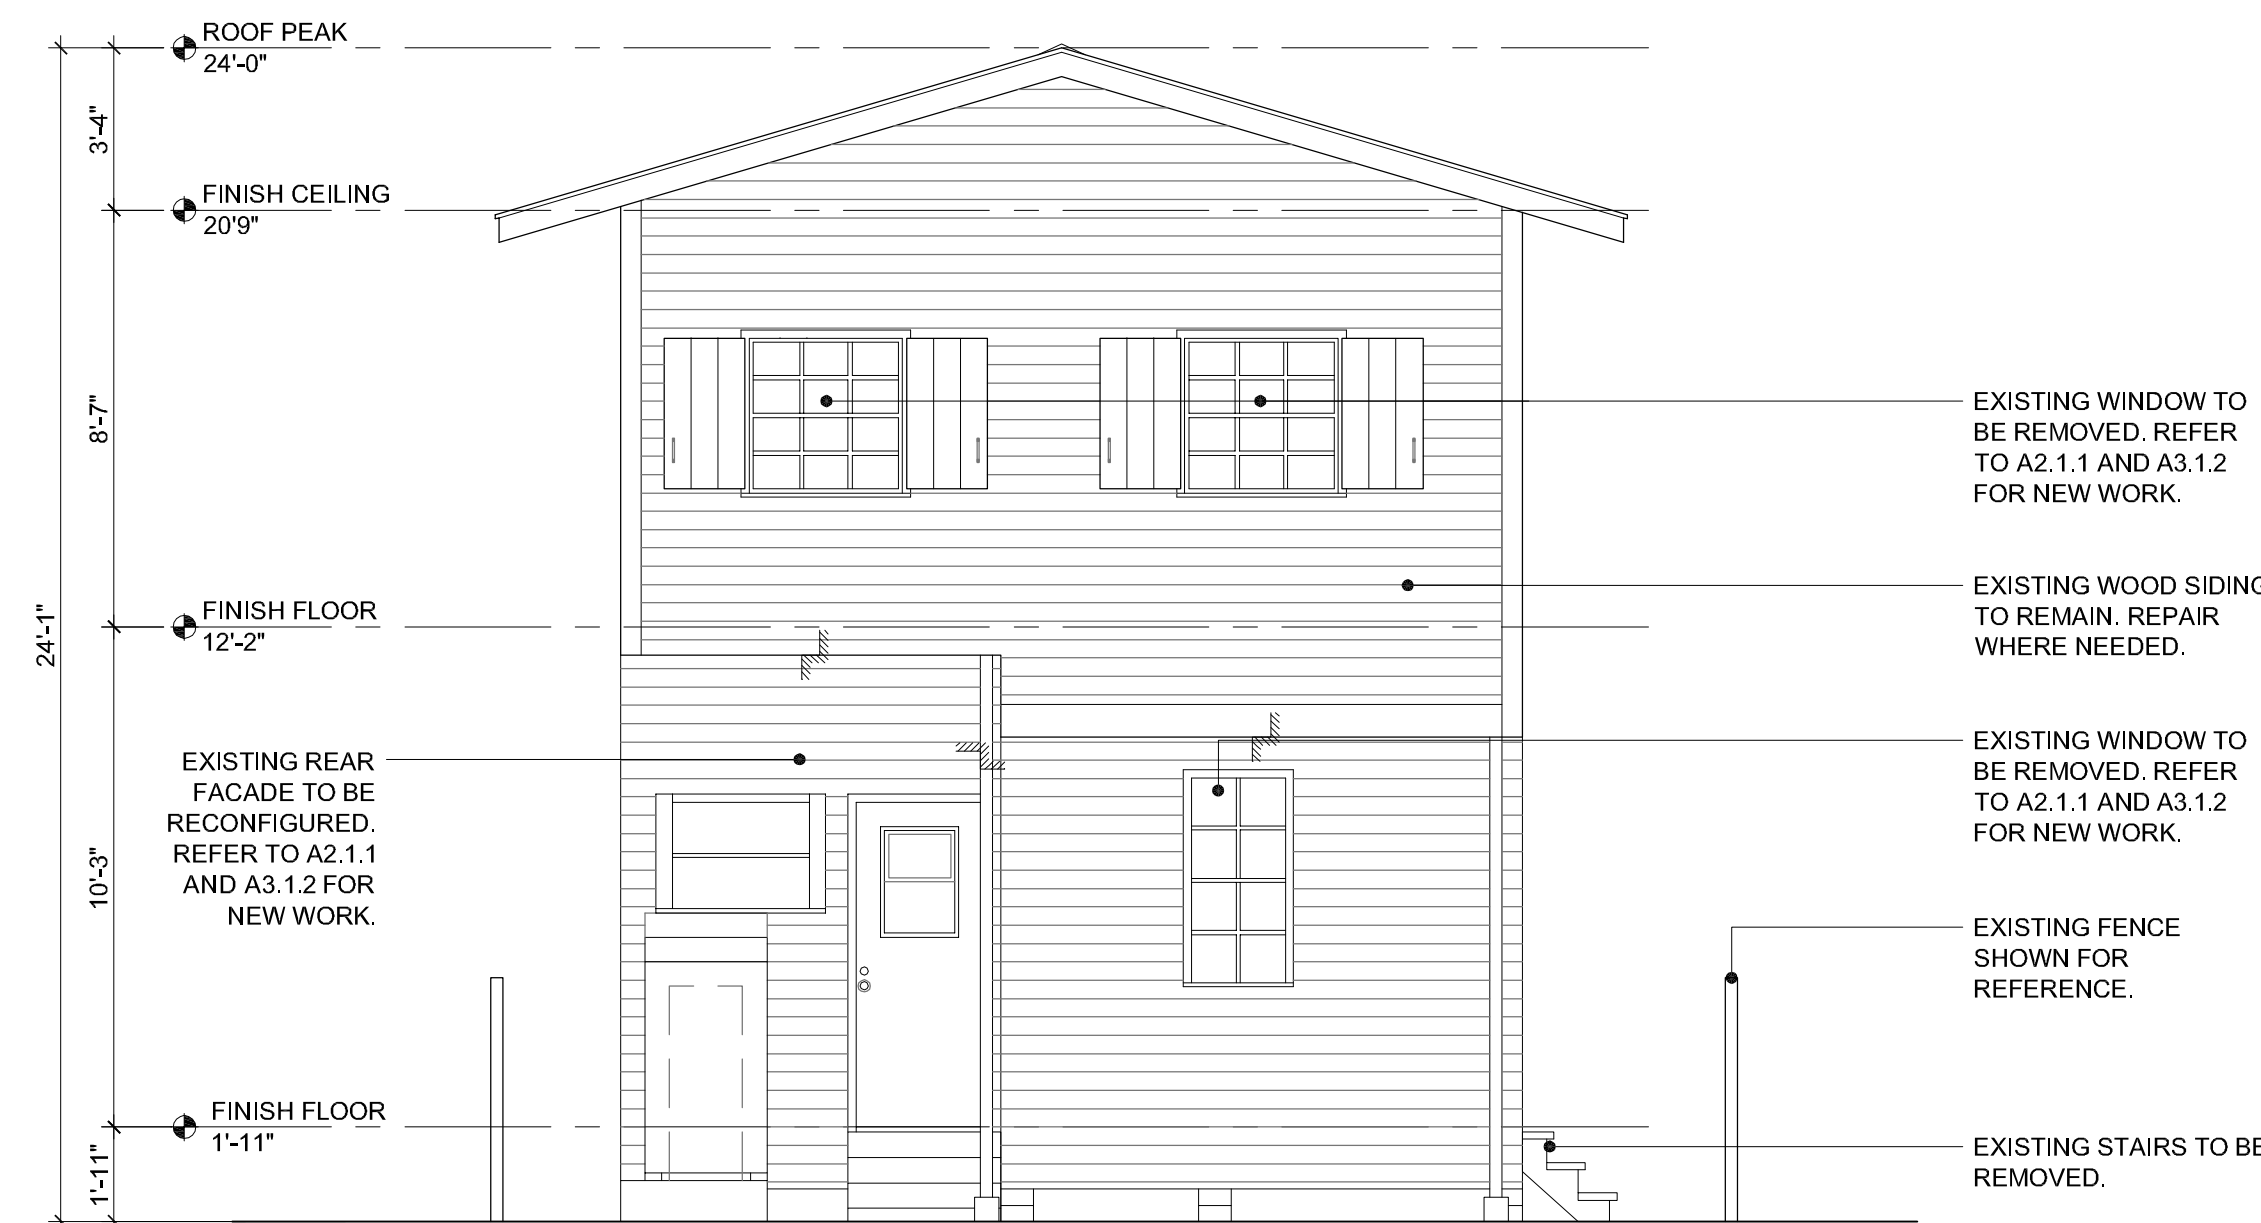 ROOF PEAK
24'-0"
3'-4"
FINISH CEILING
20'9"
8'-7"
EXISTING WINDOW TO
BE REMOVED. REFER
TO A2.1.1 AND A3.1.2
FOR NEW WORK.
EXISTING WOOD SIDING
TO REMAIN. REPAIR
WHERE NEEDED.
24'-1"
FINISH FLOOR
12'-2"
EXISTING WINDOW TO
BE REMOVED. REFER
TO A2.1.1 AND A3.1.2
FOR NEW WORK.
EXISTING REAR
FACADE TO BE
RECONFIGURED.
REFER TO A2.1.1
AND A3.1.2 FOR
NEW WORK.
10'-3"
EXISTING FENCE
SHOWN FOR
REFERENCE.
FINISH FLOOR
1'-11"
1'-11"
EXISTING STAIRS TO BE
REMOVED.